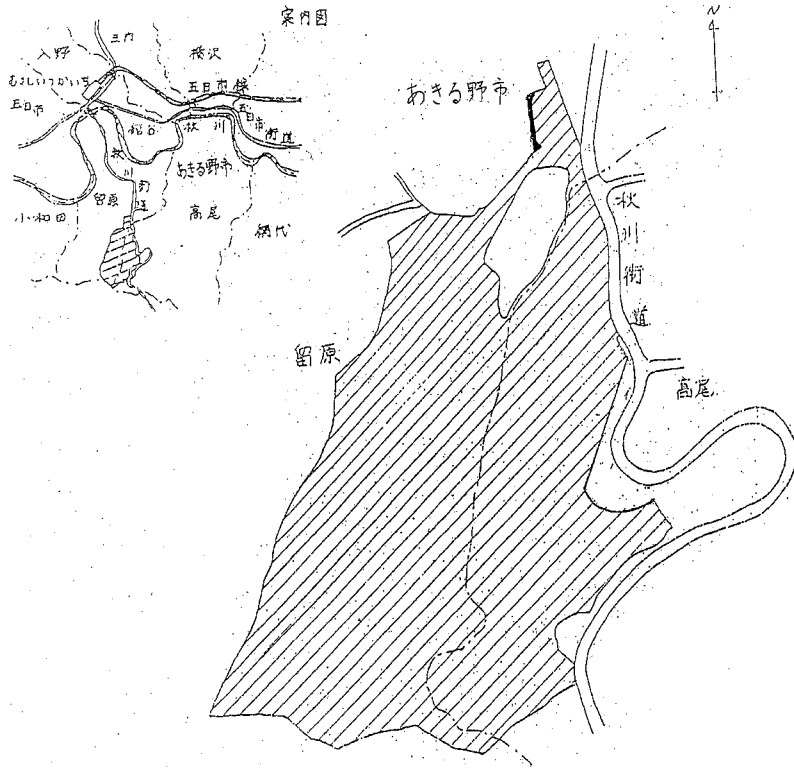 案内図
入野
三内
横沢
むさしいつかいち
五日市
五日市線
五日市街道
舘谷
秋川
秋川街道
あきる野市
留原
高尾
小和田
網代
N
あきる野市
秋川街道
留原
高尾